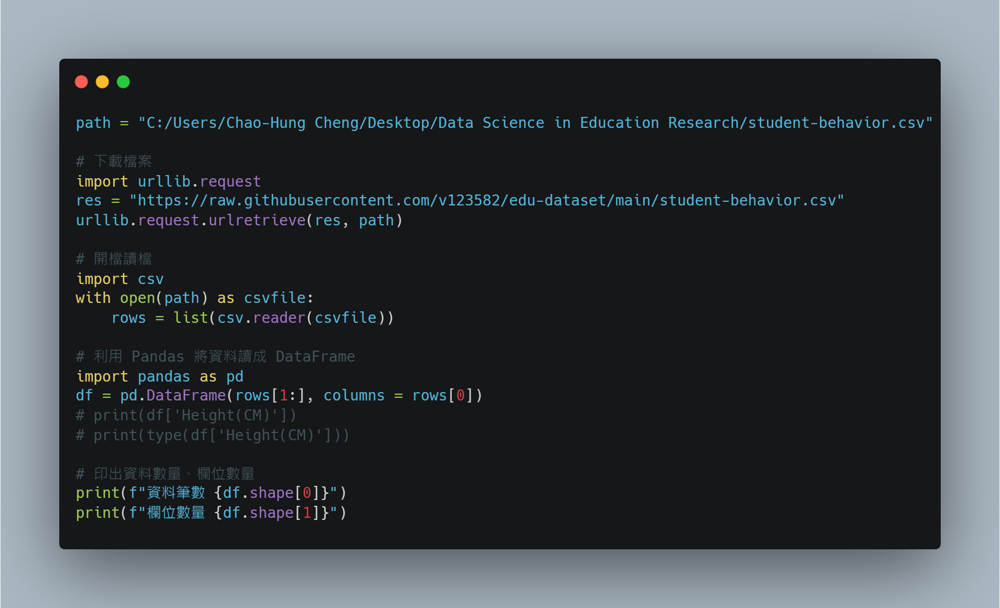 path = "C:/Users/Chao-Hung Cheng/Desktop/Data Science in Education Research/student-behavior.csv"
# 下載檔案
import urllib.request
res = "https://raw.githubusercontent.com/v123582/edu-dataset/main/student-behavior.csv"
urllib.request.urlretrieve(res, path)
# 開檔讀檔
import csv
with open(path) as csvfile:
    rows = list(csv.reader(csvfile))
# 利用 Pandas 將資料讀成 DataFrame
import pandas as pd
df = pd.DataFrame(rows[1:], columns = rows[0])
# print(df['Height(CM)'])
# print(type(df['Height(CM)']))
# 印出資料數量、欄位數量
print(f"資料筆數 {df.shape[0]}")
print(f"欄位數量 {df.shape[1]}")